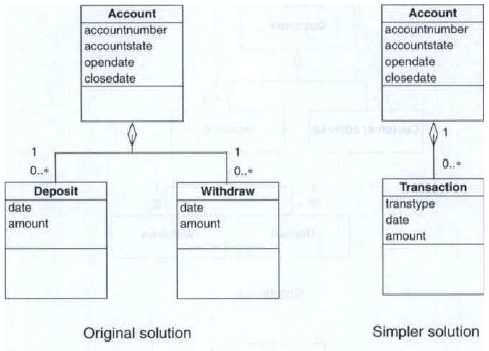 Account
accountnumber
accountstate
opendate
closedate
1
0..*
1
0..*
Deposit
date
amount
Withdraw
date
amount
Original solution
Account
accountnumber
accountstate
opendate
closedate
1
0..*
Transaction
transtype
date
amount
Simpler solution